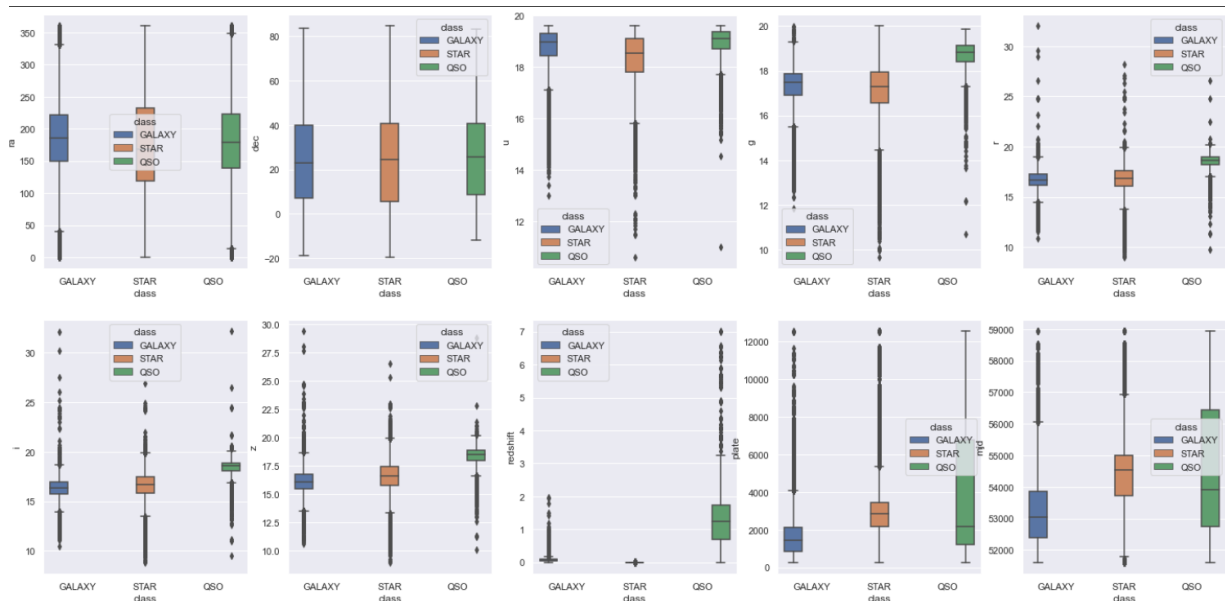 class
GALAXY
STAR
QSO
350
300
250
200
150
100
50
0
ra
GALAXY STAR QSO
class
class
GALAXY
STAR
QSO
80
60
40
20
0
−20
dec
GALAXY STAR QSO
class
20
18
16
14
12
u
class
GALAXY
STAR
QSO
GALAXY STAR QSO
class
20
18
16
14
12
10
g
class
GALAXY
STAR
QSO
GALAXY STAR QSO
class
class
GALAXY
STAR
QSO
30
25
20
15
10
r
GALAXY STAR QSO
class
class
GALAXY
STAR
QSO
30
25
20
15
10
i
GALAXY STAR QSO
class
class
GALAXY
STAR
QSO
30.0
27.5
25.0
22.5
20.0
17.5
15.0
12.5
10.0
z
GALAXY STAR QSO
class
class
GALAXY
STAR
QSO
7
6
5
4
3
2
1
0
redshift
GALAXY STAR QSO
class
12000
10000
8000
6000
4000
2000
0
plate
class
GALAXY
STAR
QSO
GALAXY STAR QSO
class
59000
58000
57000
56000
55000
54000
53000
52000
mjd
class
GALAXY
STAR
QSO
GALAXY STAR QSO
class